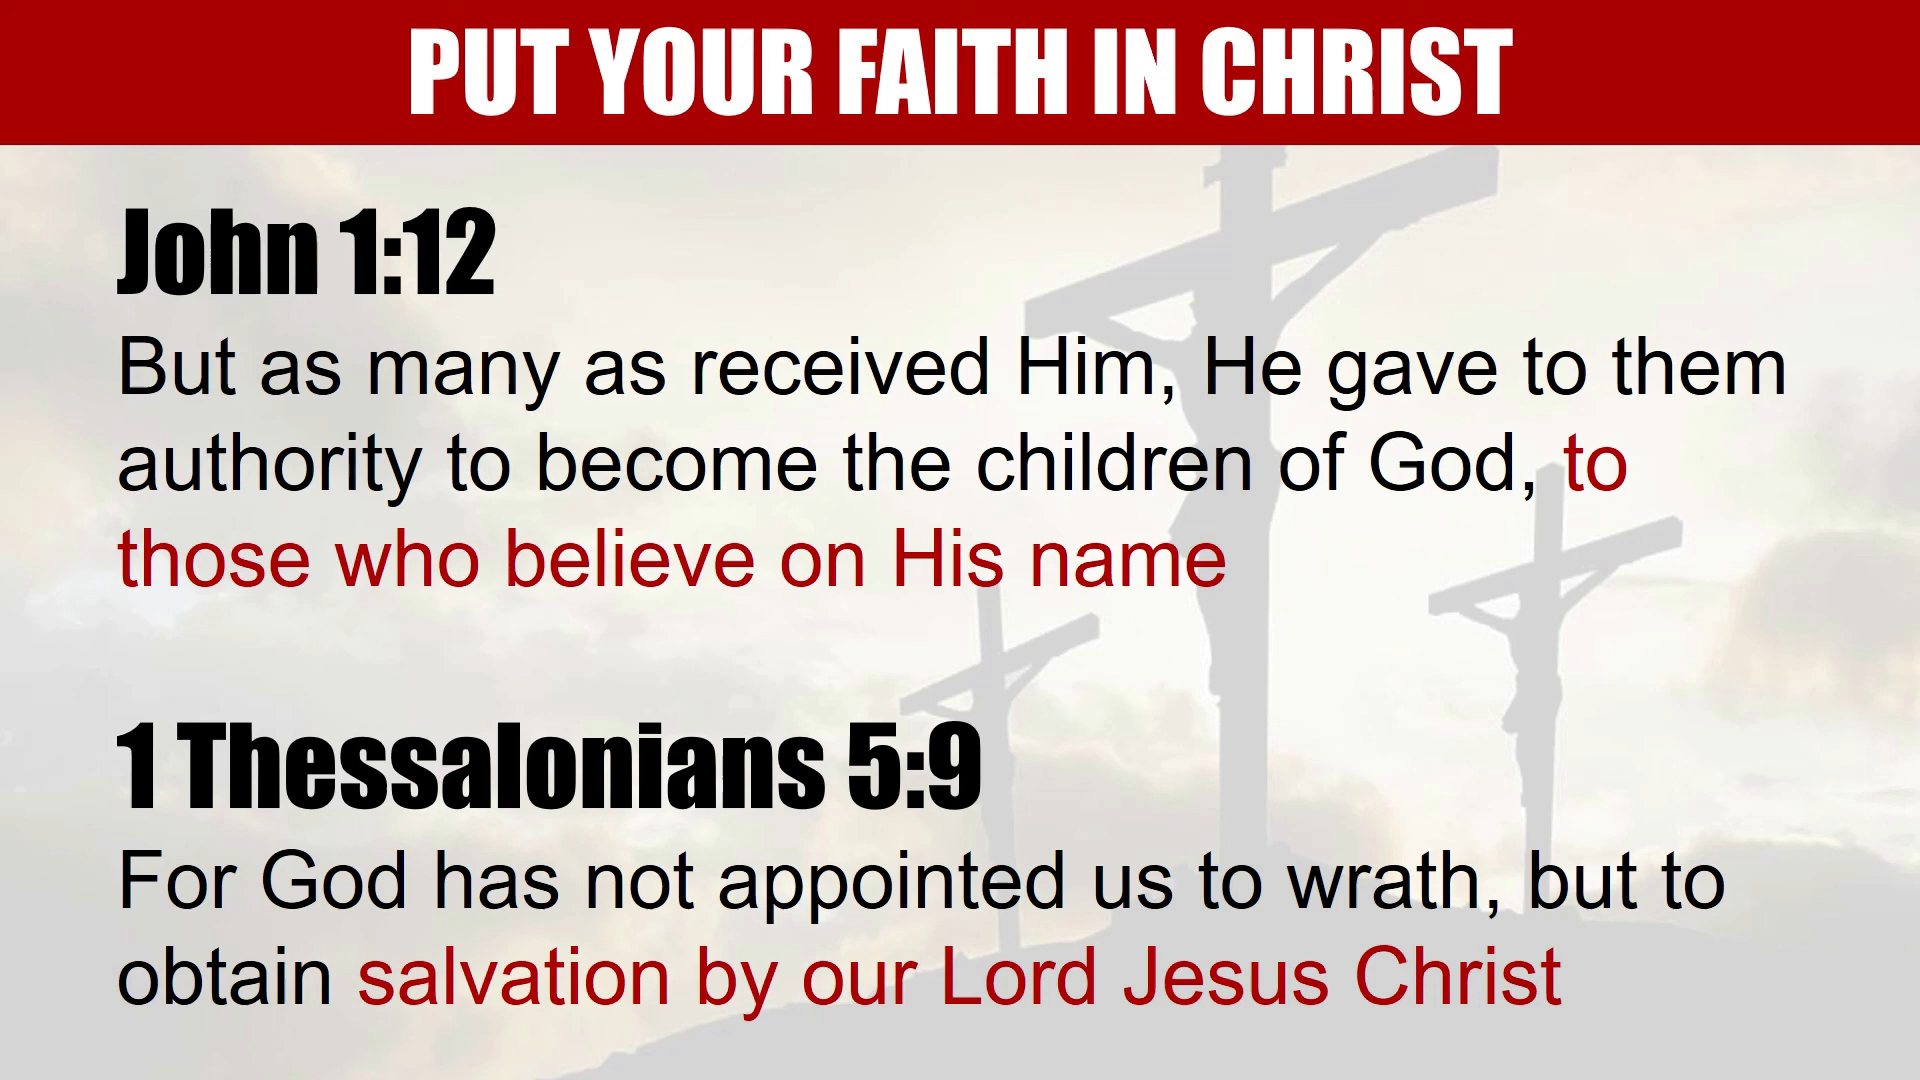 PUT YOUR FAITH IN CHRIST
John 1:12
But as many as received Him, He gave to them
authority to become the children of God, to
those who believe on His name
1 Thessalonians 5:9
For God has not appointed us to wrath, but to
obtain salvation by our Lord Jesus Christ